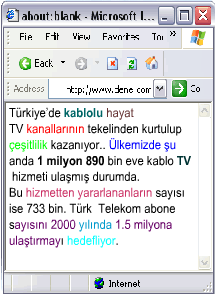 about:blank - Microsoft I
File Edit View Favorites
Back
Address http://www.dene.com Go
Türkiye'de kablolu hayat
TV kanallarının tekelinden kurtulup
çeşitlilik kazanıyor.. Ülkemizde şu
anda 1 milyon 890 bin eve kablo TV
hizmeti ulaşmış durumda.
Bu hizmetten yararlananların sayısı
ise 733 bin. Türk Telekom abone
sayısını 2000 yılında 1.5 milyona
ulaştırmayı hedefliyor.
Internet